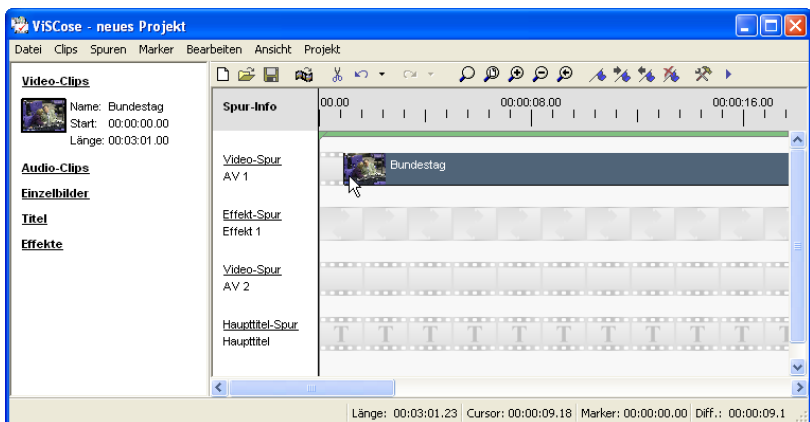 ViSCose - neues Projekt
Datei Clips Spuren Marker Bearbeiten Ansicht Projekt
Video-Clips
Name: Bundestag
Start: 00:00:00.00
Länge: 00:03:01.00
Audio-Clips
Einzelbilder
Titel
Effekte
Spur-Info
00.00 00:00:08.00 00:00:16.00
Video-Spur
AV 1
Bundestag
Effekt-Spur
Effekt 1
Video-Spur
AV 2
Haupttitel-Spur
Haupttitel
T T T T T T T T T T
Länge: 00:03:01.23 Cursor: 00:00:09.18 Marker: 00:00:00.00 Diff.: 00:00:09.1